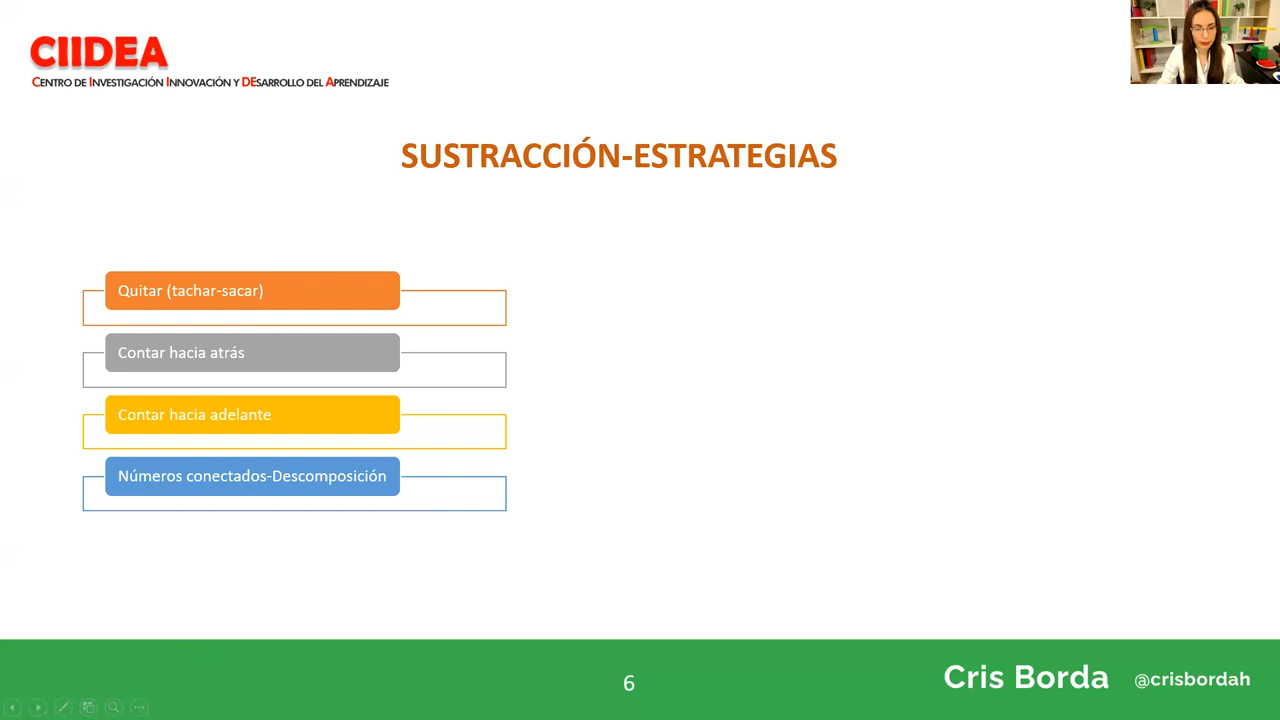 CIIDEA
CENTRO DE INVESTIGACIÓN INNOVACIÓN Y DESARROLLO DEL APRENDIZAJE
SUSTRACCIÓN-ESTRATEGIAS
Quitar (tachar-sacar)
Contar hacia atrás
Contar hacia adelante
Números conectados-Descomposición
6
Cris Borda @crisbordah